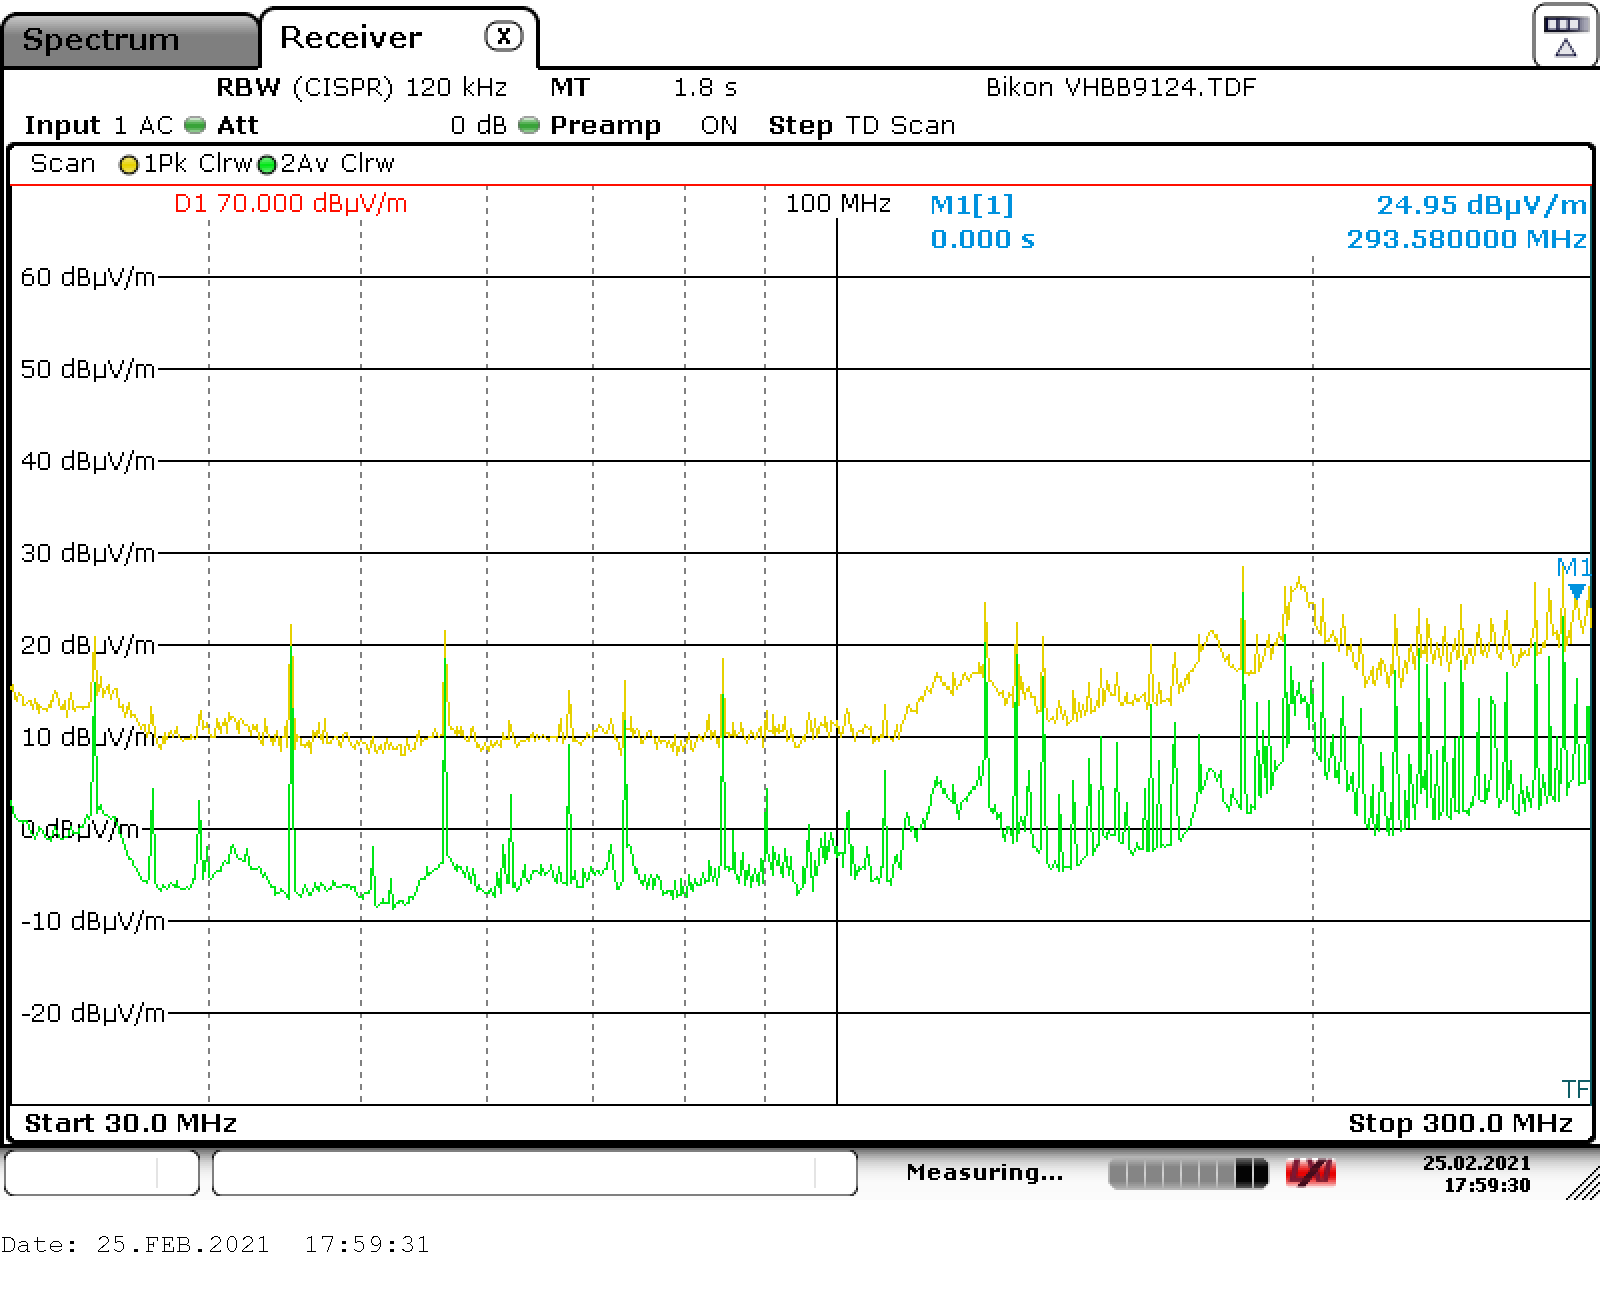 Spectrum Receiver X
RBW (CISPR) 120 kHz MT 1.8 s Bikon VHBB9124.TDF
Input 1 AC Att 0 dB Preamp ON Step TD Scan
Scan 1Pk Clrw 2Av Clrw
D1 70.000 dBµV/m 100 MHz M1[1] 24.95 dBµV/m
0.000 s 293.580000 MHz
60 dBµV/m
50 dBµV/m
40 dBµV/m
30 dBµV/m
M1
20 dBµV/m
10 dBµV/m
0 dBµV/m
-10 dBµV/m
-20 dBµV/m
TF
Start 30.0 MHz Stop 300.0 MHz
Measuring... LXI 25.02.2021
17:59:30
Date: 25.FEB.2021 17:59:31